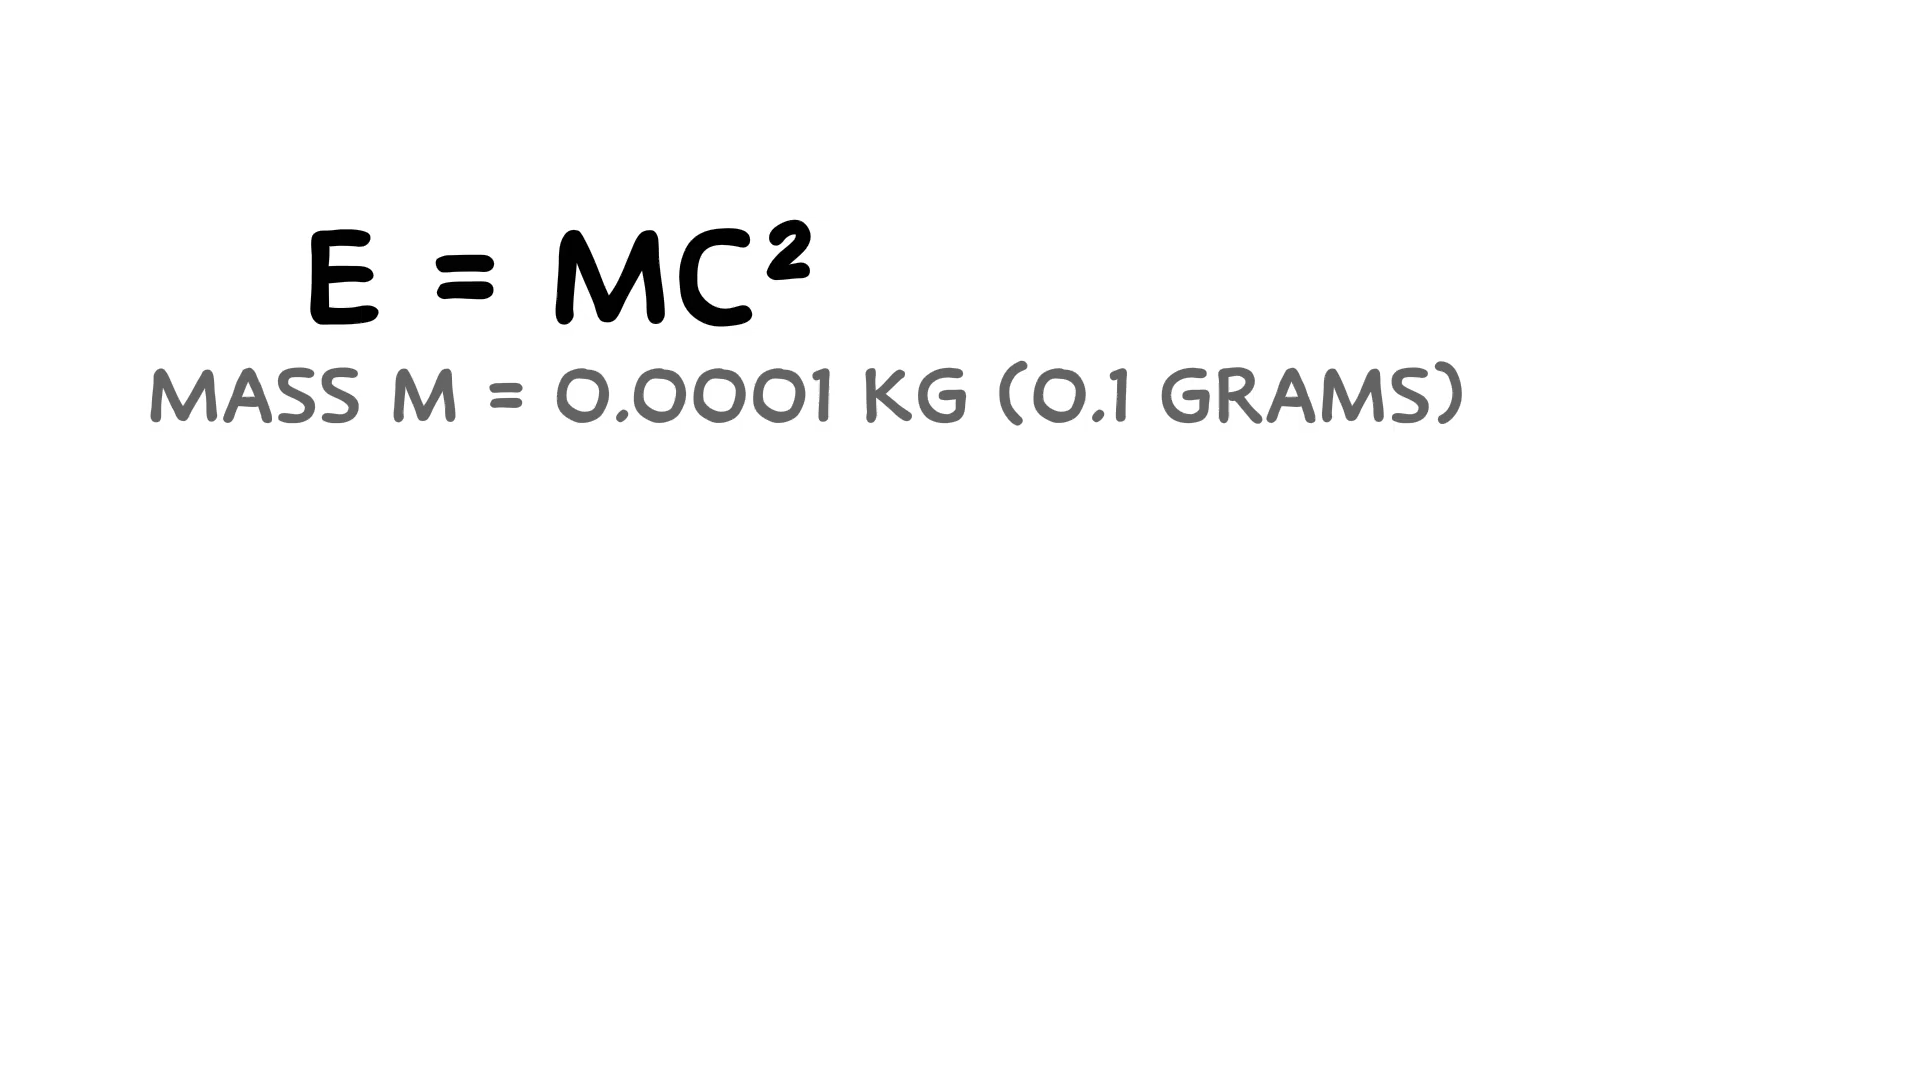 E = MC²
MASS M = 0.0001 KG (0.1 GRAMS)